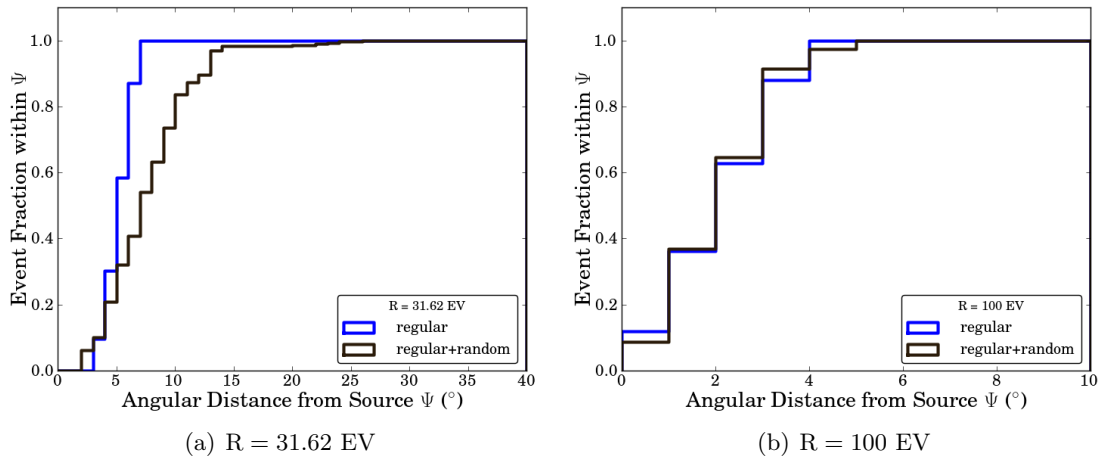 Event Fraction within Ψ
1.0
0.8
0.6
0.4
0.2
0.0
0 5 10 15 20 25 30 35 40
Angular Distance from Source Ψ (°)
R = 31.62 EV
regular
regular+random
(a) R = 31.62 EV
Event Fraction within Ψ
1.0
0.8
0.6
0.4
0.2
0.0
0 2 4 6 8 10
Angular Distance from Source Ψ (°)
R = 100 EV
regular
regular+random
(b) R = 100 EV